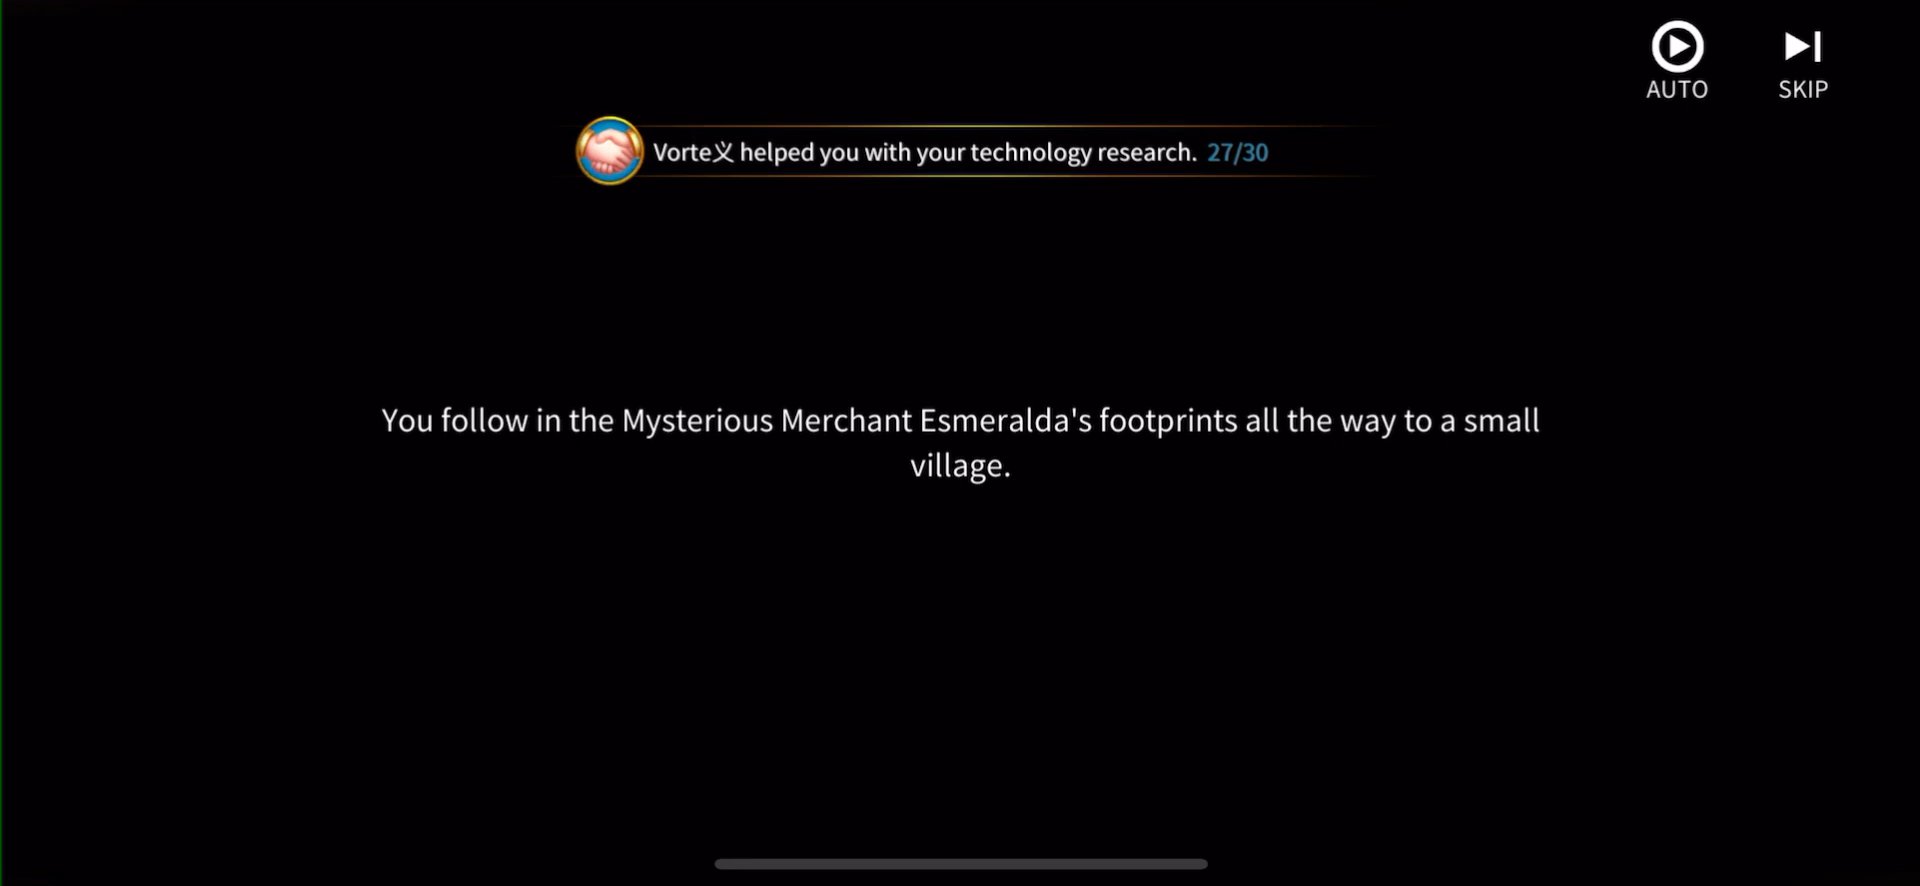 AUTO SKIP
Vorte义 helped you with your technology research. 27/30
You follow in the Mysterious Merchant Esmeralda's footprints all the way to a small
village.